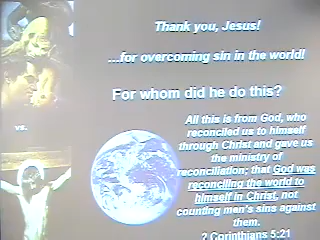 Thank you, Jesus!
...for overcoming sin in the world!
For whom did he do this?
vs.
All this is from God, who
reconciled us to himself
through Christ and gave us
the ministry of
reconciliation; that God was
reconciling the world to
himself in Christ, not
counting men's sins against
them.
? Corinthians 5:21